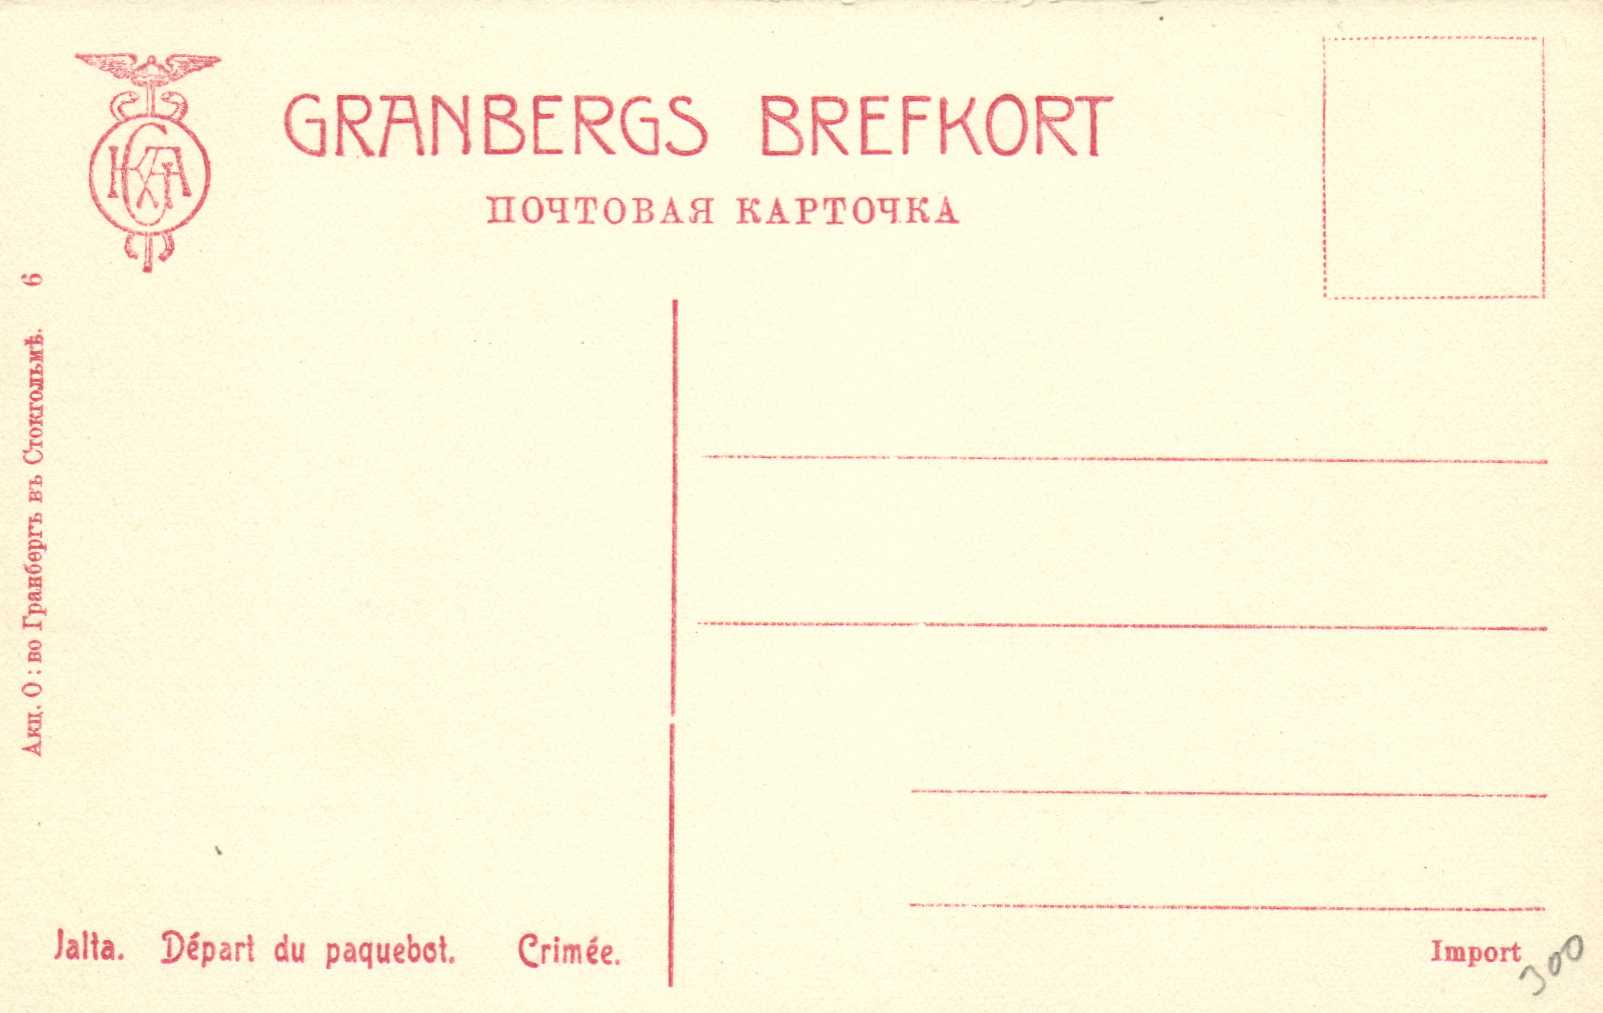 GRANBERGS BREFKORT
ПОЧТОВАЯ КАРТОЧКА
Акц. О: во Гранбергъ въ Стокгольмѣ. 6
Jalta. Départ du paquebot. Crimée.
Import
300